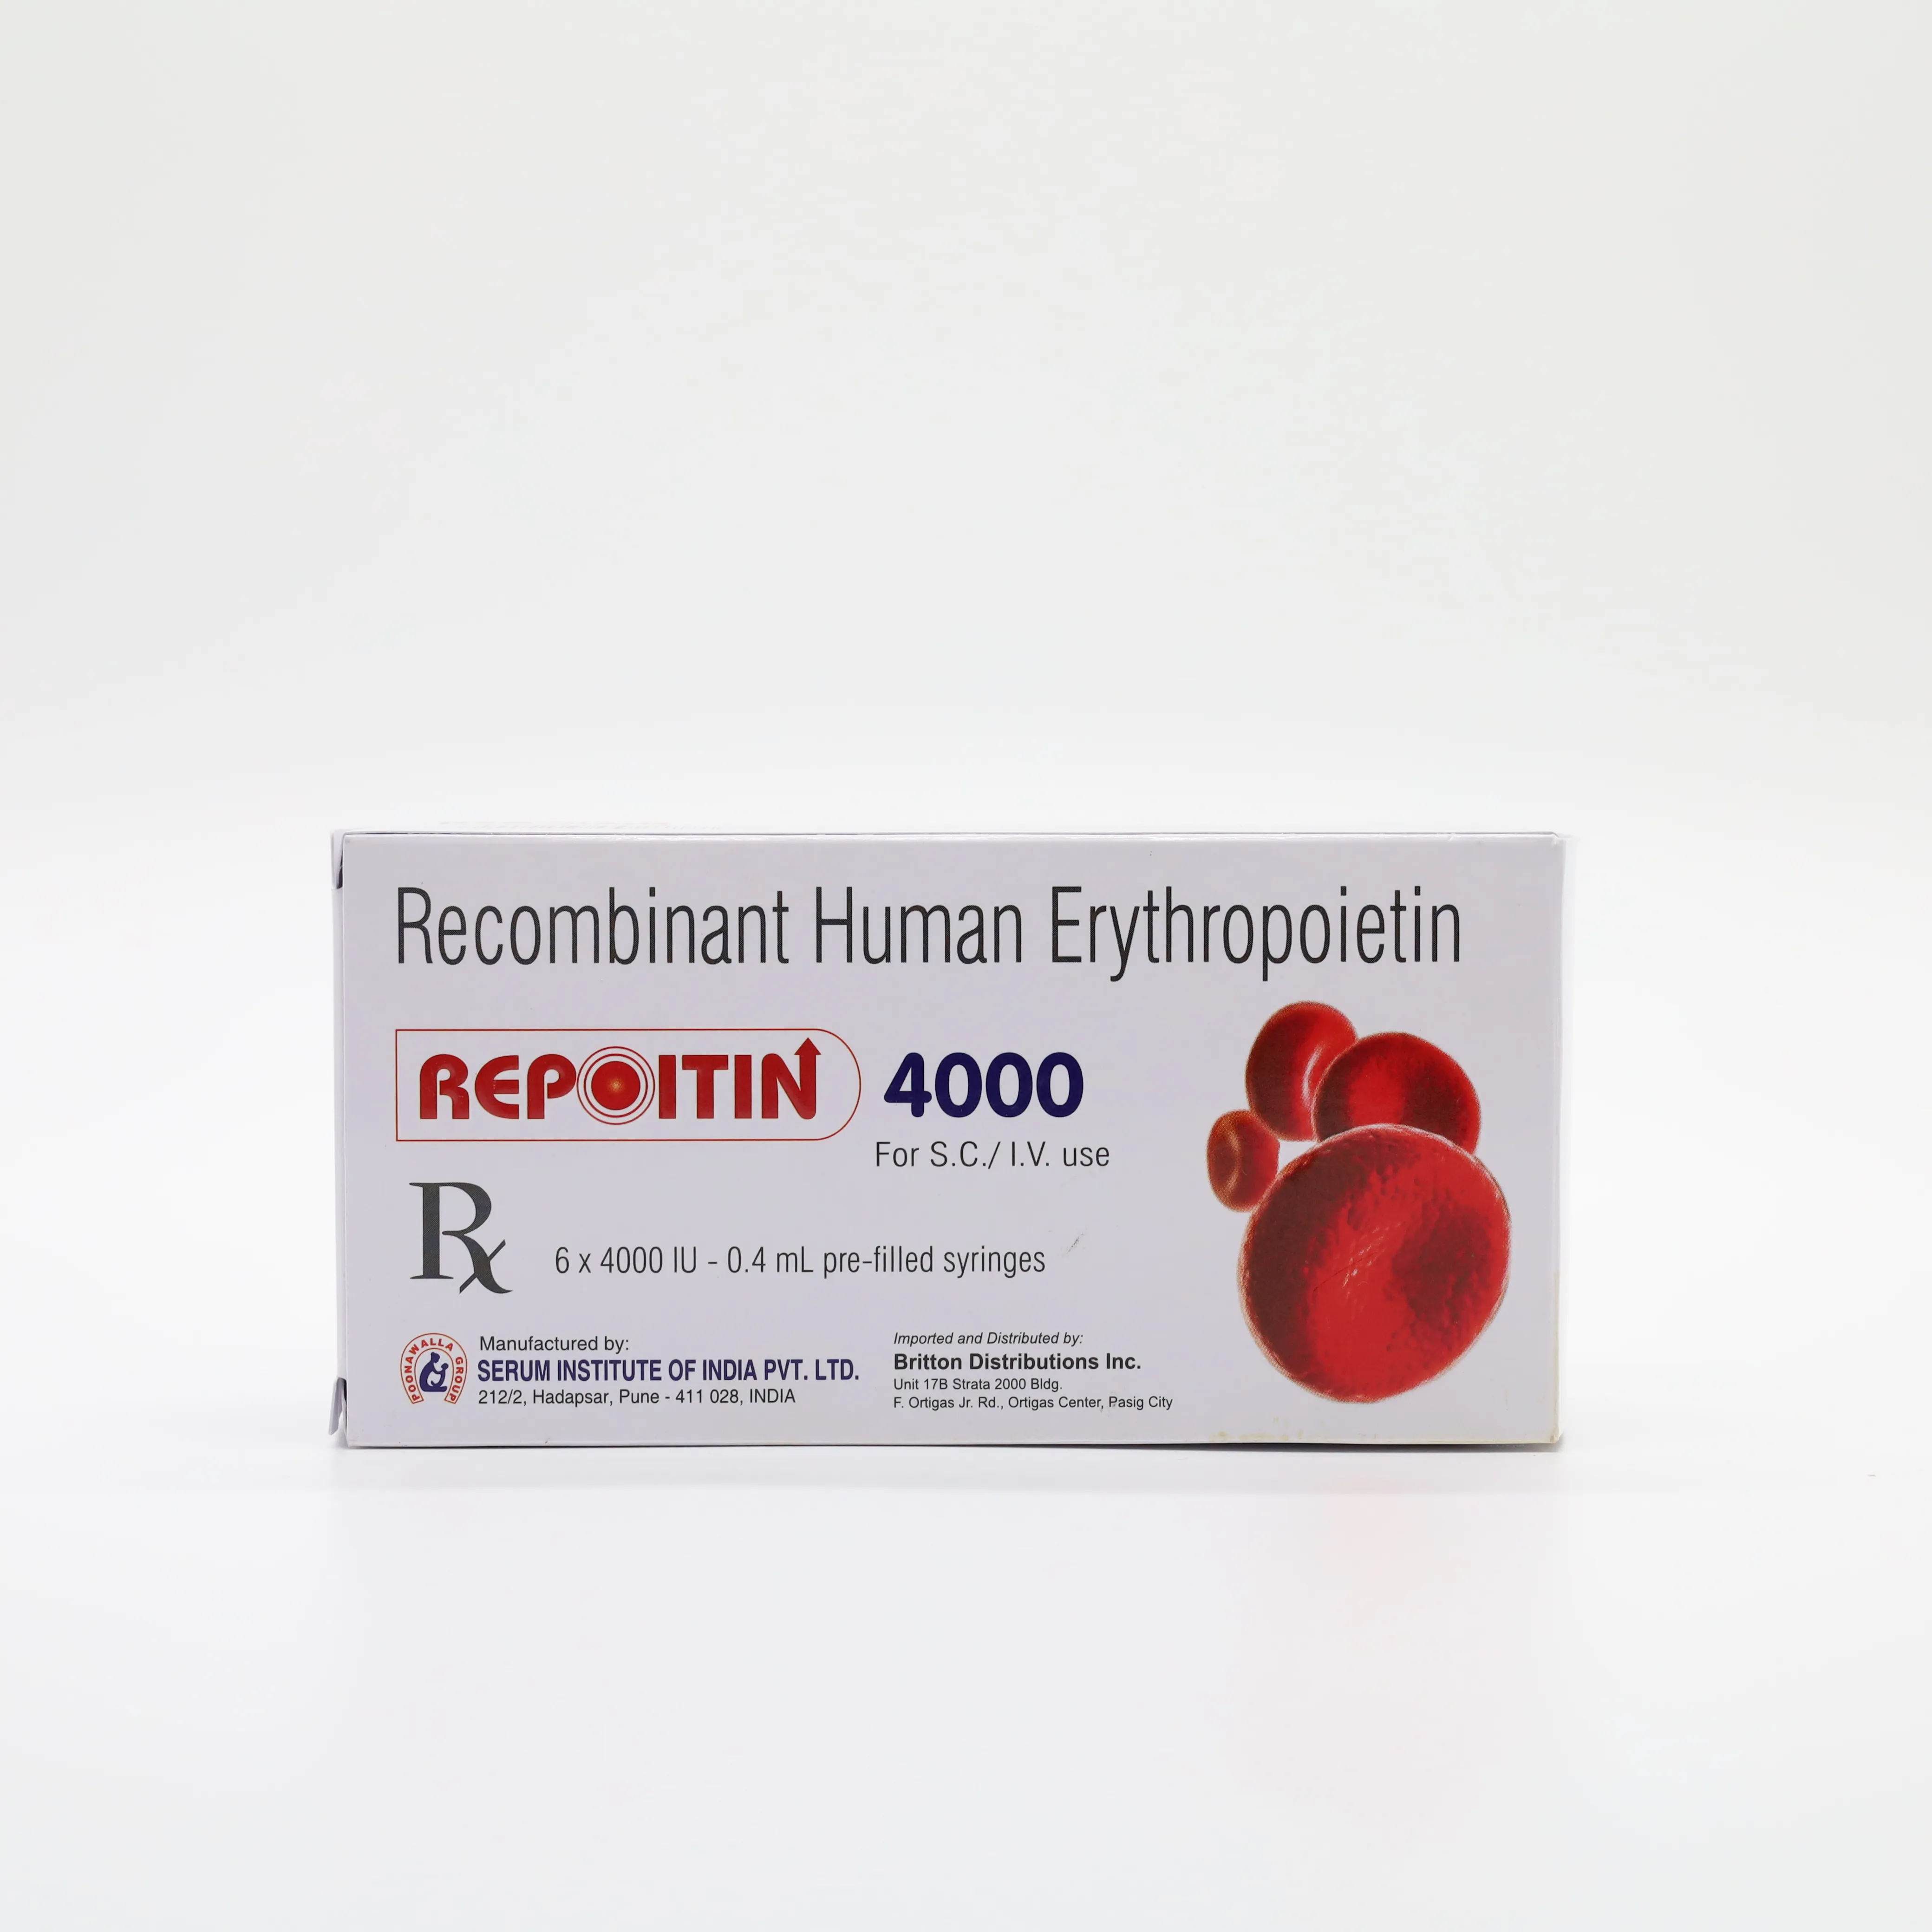 Recombinant Human Erythropoietin
REPOITIN 4000
For S.C./ I.V. use
Rx 6 x 4000 IU - 0.4 mL pre-filled syringes
POONAWALLA GROUP
Manufactured by:
SERUM INSTITUTE OF INDIA PVT. LTD.
212/2, Hadapsar, Pune - 411 028, INDIA
Imported and Distributed by:
Britton Distributions Inc.
Unit 17B Strata 2000 Bldg.
F. Ortigas Jr. Rd., Ortigas Center, Pasig City